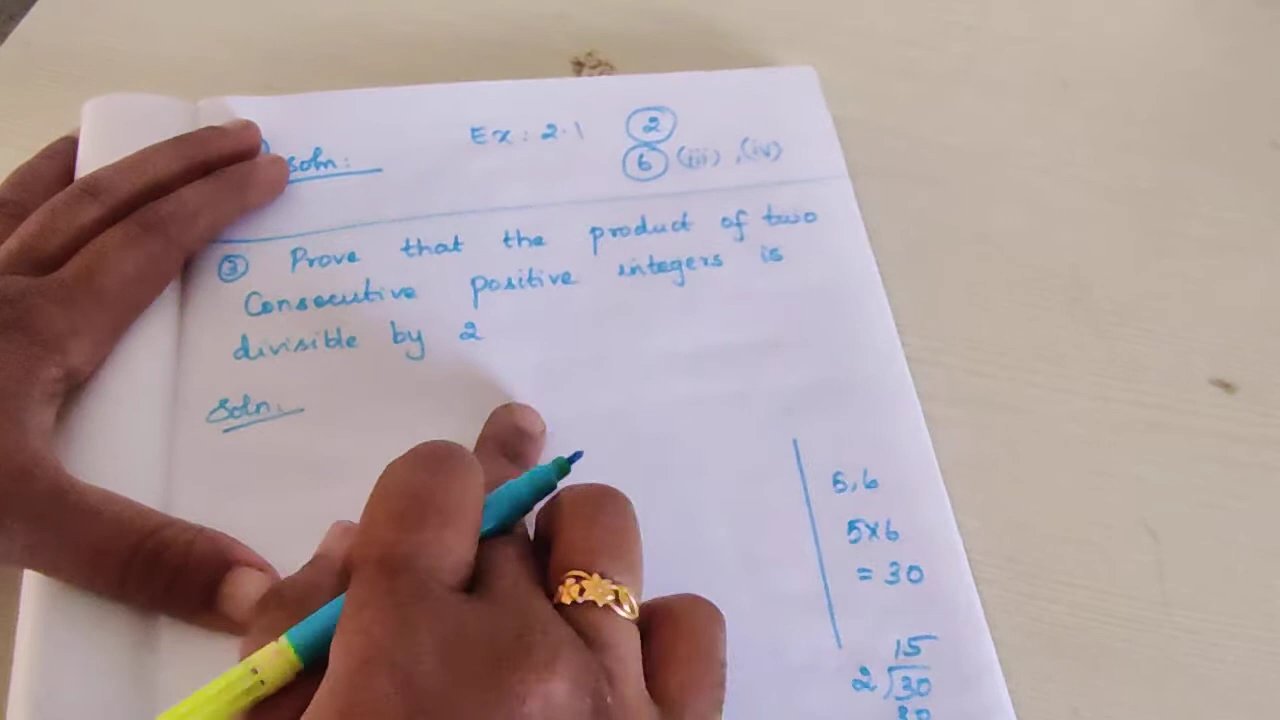 Ex: 2.1 2
soln:
6 (iii), (iv)
3 Prove that the product of two
Consecutive positive integers is
divisible by 2
Soln.
5,6
5×6
= 30
15
2 30
30